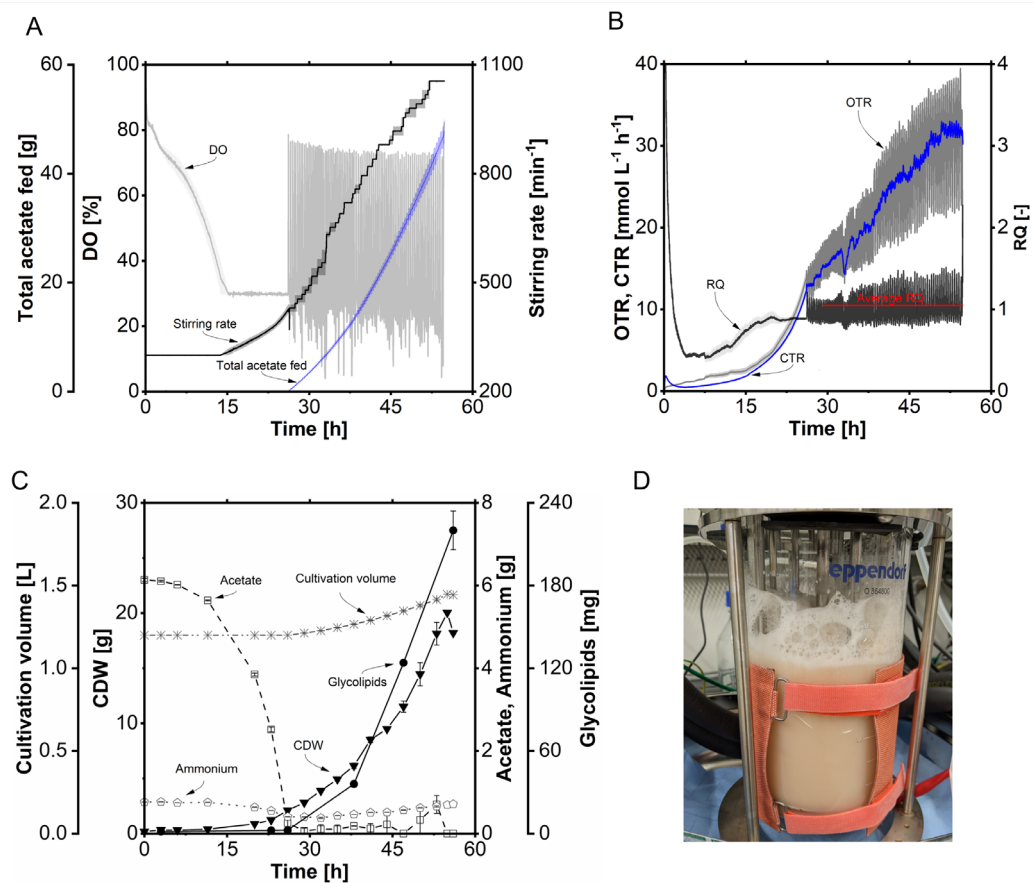 A
60
40
20
0
Total acetate fed [g]
100
80
60
40
20
0
DO [%]
DO
Stirring rate
Total acetate fed
1100
800
500
200
Stirring rate [min-1]
0 15 30 45 60
Time [h]
B
40
30
20
10
0
OTR, CTR [mmol L-1 h-1]
OTR
RQ
Average RQ
CTR
4
3
2
1
0
RQ [-]
0 15 30 45 60
Time [h]
C
2.0
1.5
1.0
0.5
0.0
Cultivation volume [L]
30
20
10
0
CDW [g]
Acetate
Cultivation volume
Glycolipids
CDW
Ammonium
8
6
4
2
0
Acetate, Ammonium [g]
240
180
120
60
0
Glycolipids [mg]
0 15 30 45 60
Time [h]
D
eppendorf